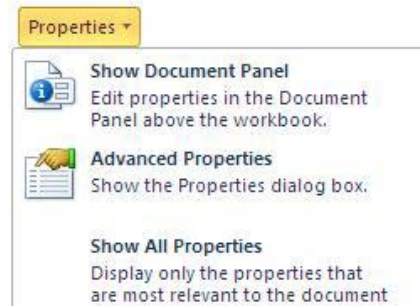 Properties
Show Document Panel
Edit properties in the Document
Panel above the workbook.
Advanced Properties
Show the Properties dialog box.
Show All Properties
Display only the properties that
are most relevant to the document